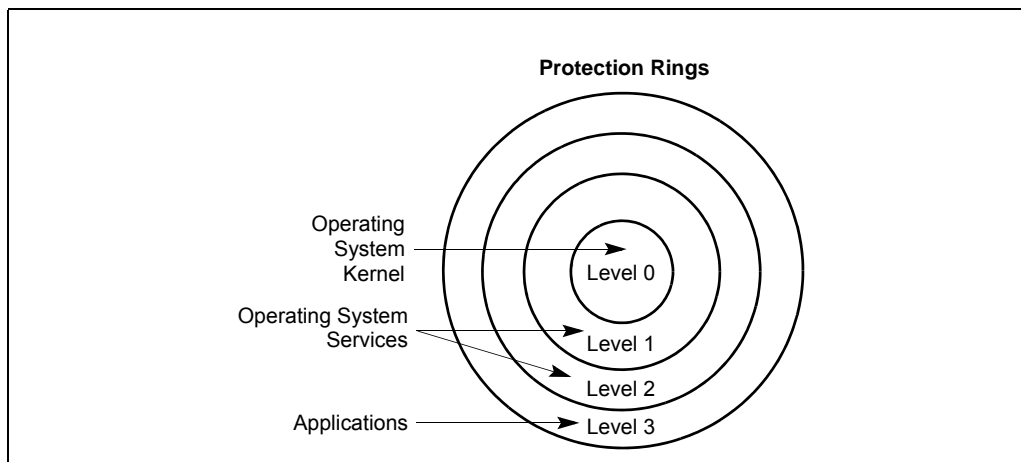 Protection Rings
Operating
System
Kernel
Level 0
Operating System
Services
Level 1
Level 2
Applications
Level 3